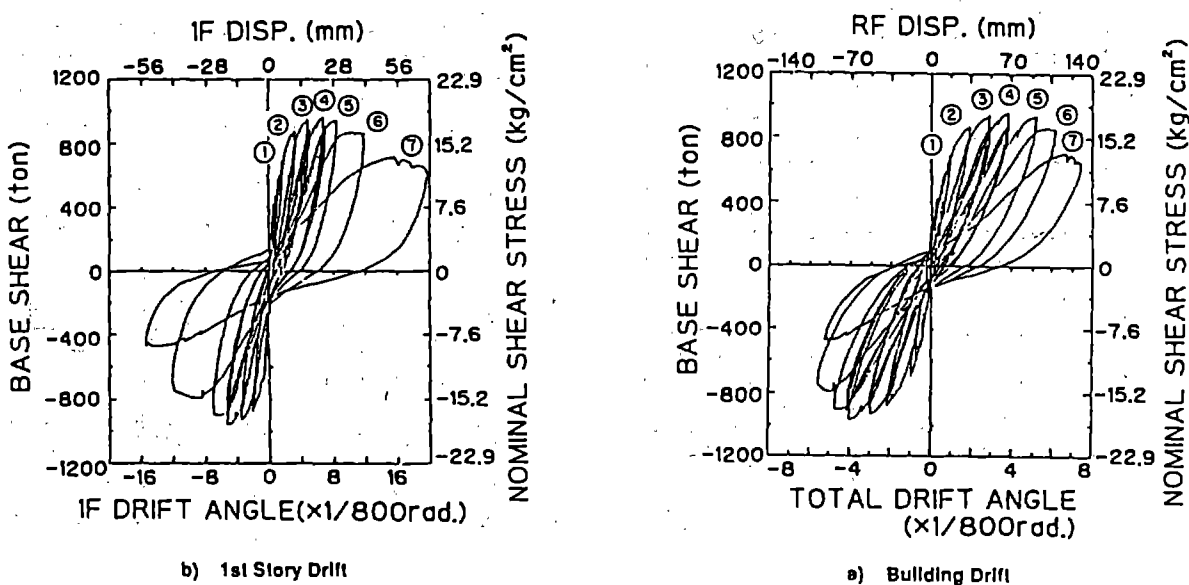 1F DISP. (mm)
-56 -28 0 28 56
1200 22.9
800 15.2
400 7.6
0 0
-400 -7.6
-800 -15.2
-1200 -22.9
-16 -8 0 8 16
① ② ③ ④ ⑤ ⑥ ⑦
BASE SHEAR (ton)
NOMINAL SHEAR STRESS (kg/cm²)
1F DRIFT ANGLE(×1/800rad.)
b) 1st Story Drift
RF DISP. (mm)
-140 -70 0 70 140
1200 22.9
800 15.2
400 7.6
0 0
-400 -7.6
-800 -15.2
-1200 -22.9
-8 -4 0 4 8
① ② ③ ④ ⑤ ⑥ ⑦
BASE SHEAR (ton)
NOMINAL SHEAR STRESS (kg/cm²)
TOTAL DRIFT ANGLE
(×1/800rad.)
a) Building Drift